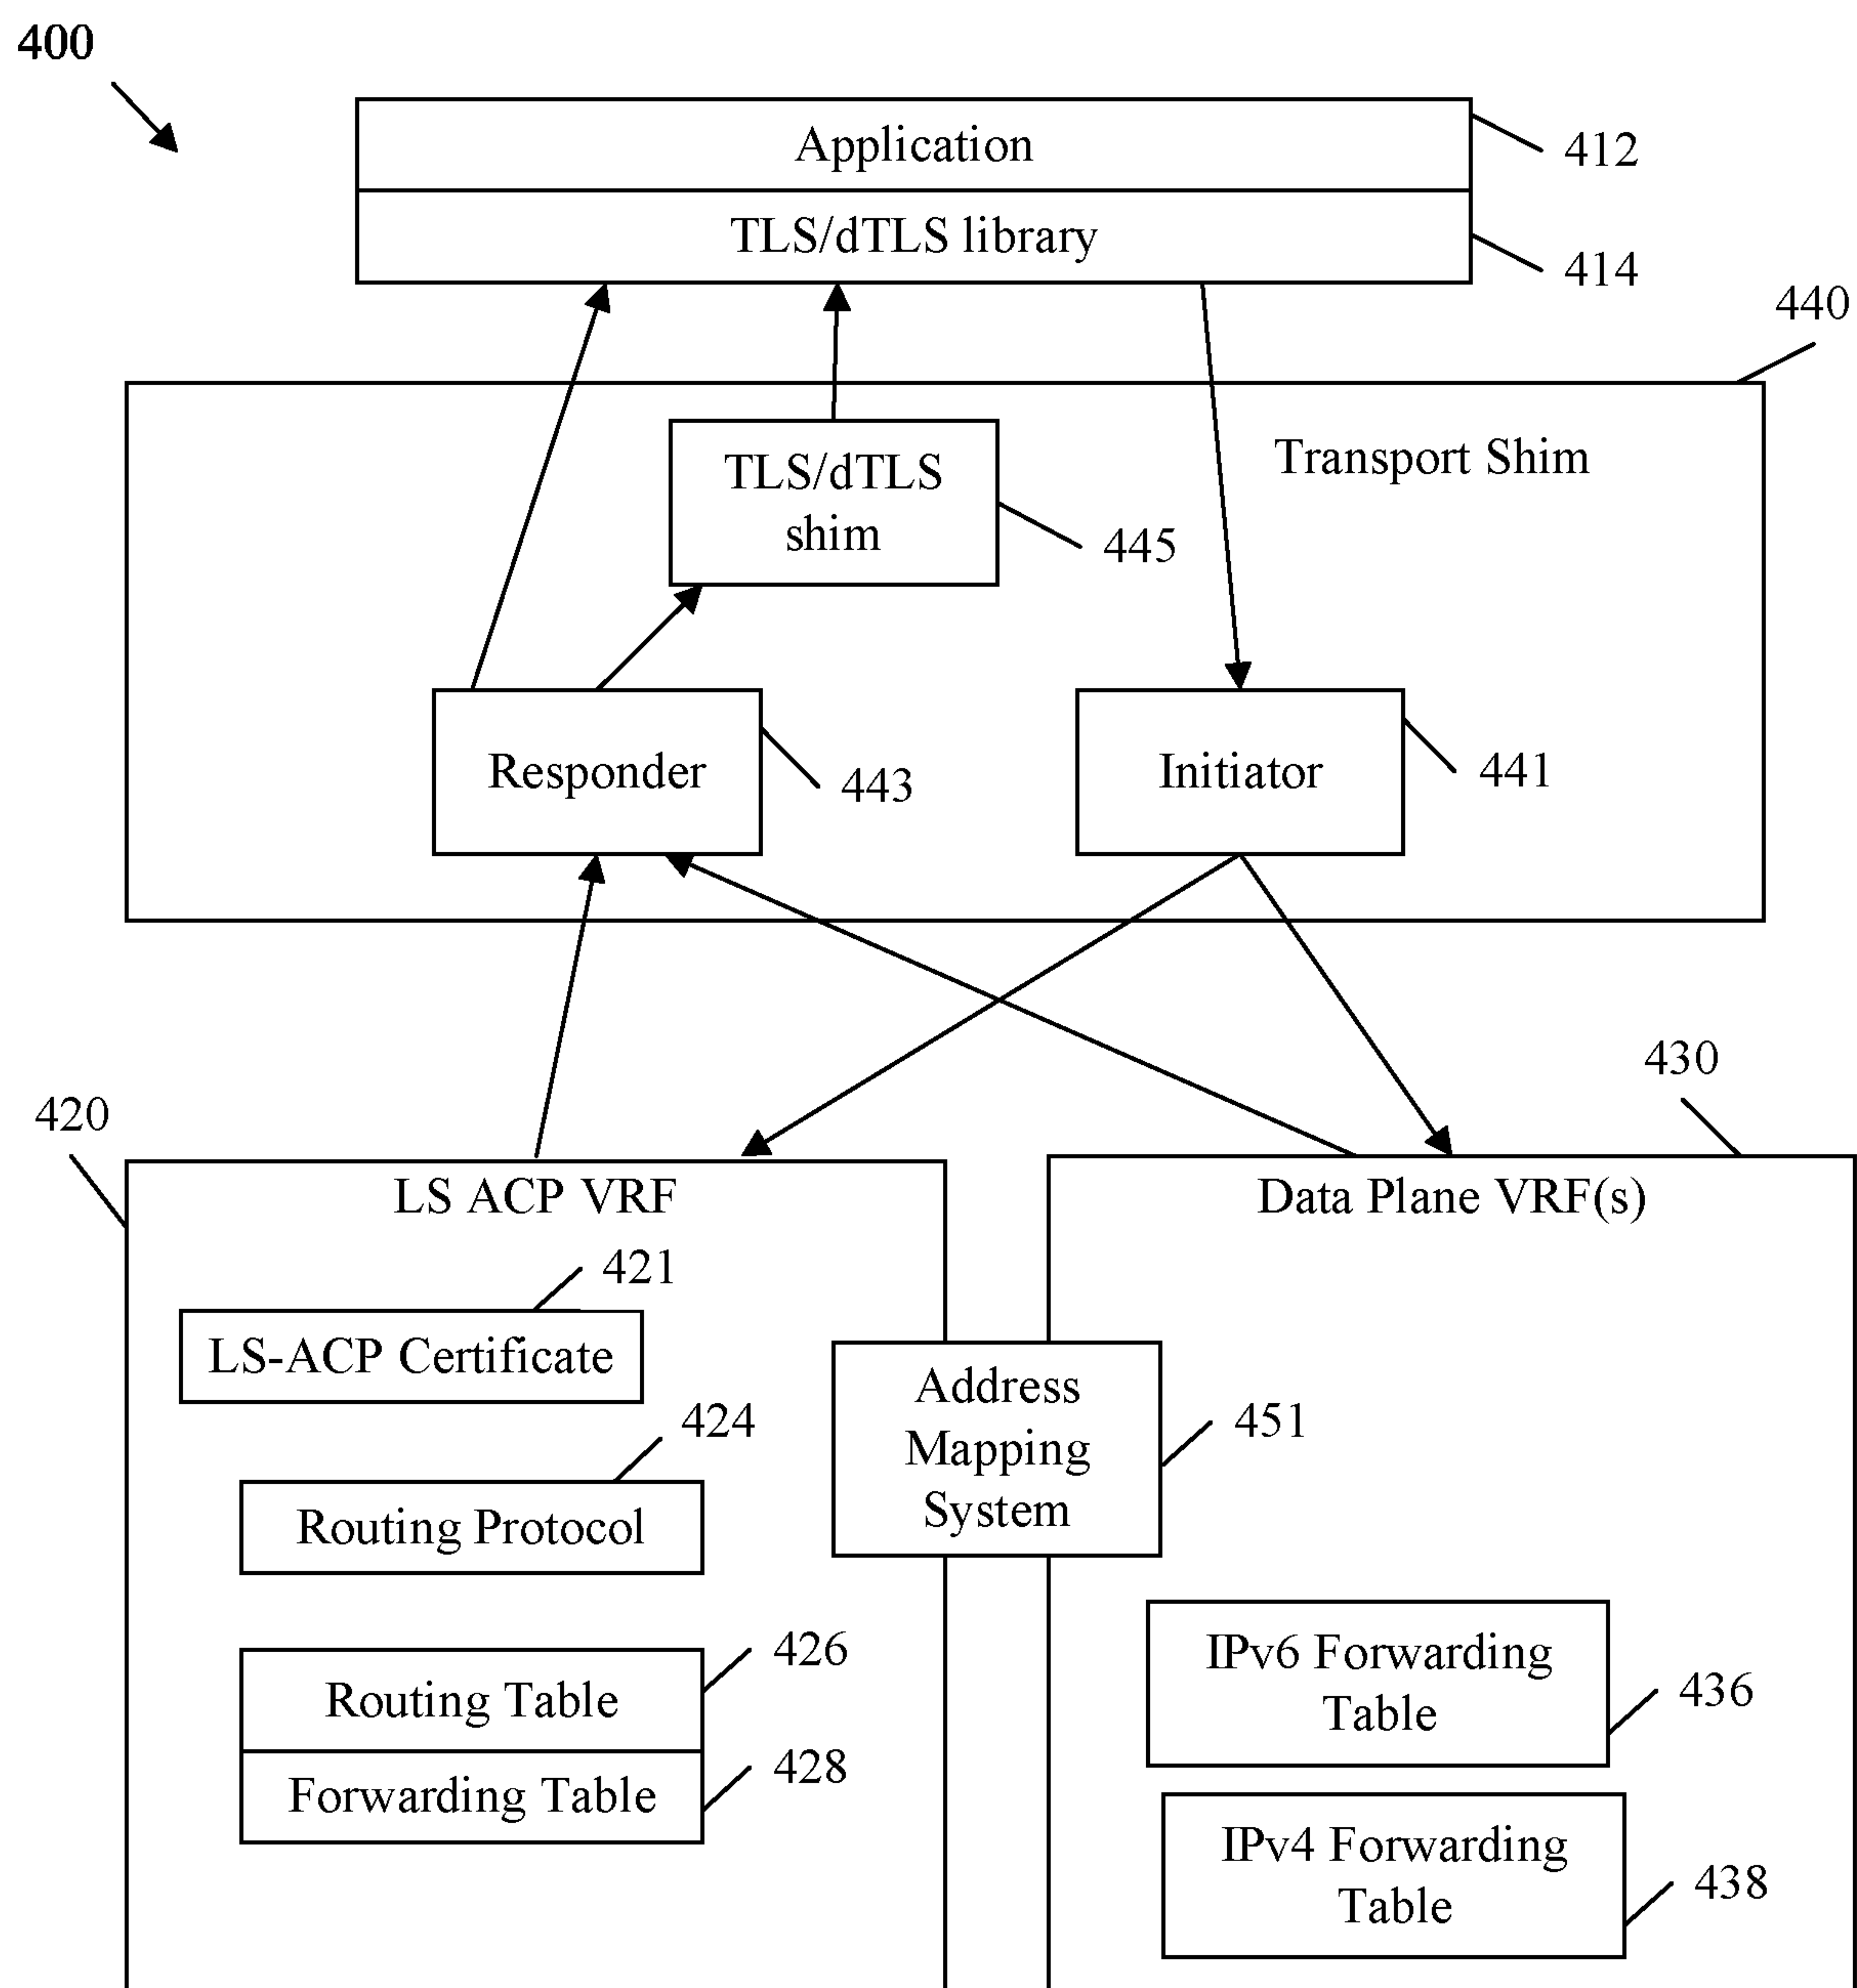 400
Application
412
TLS/dTLS library
414
440
TLS/dTLS
shim
Transport Shim
445
Responder
443
Initiator
441
420
430
LS ACP VRF
Data Plane VRF(s)
421
LS-ACP Certificate
424
Routing Protocol
Address
Mapping
System
451
426
Routing Table
428
Forwarding Table
IPv6 Forwarding
Table
436
IPv4 Forwarding
Table
438